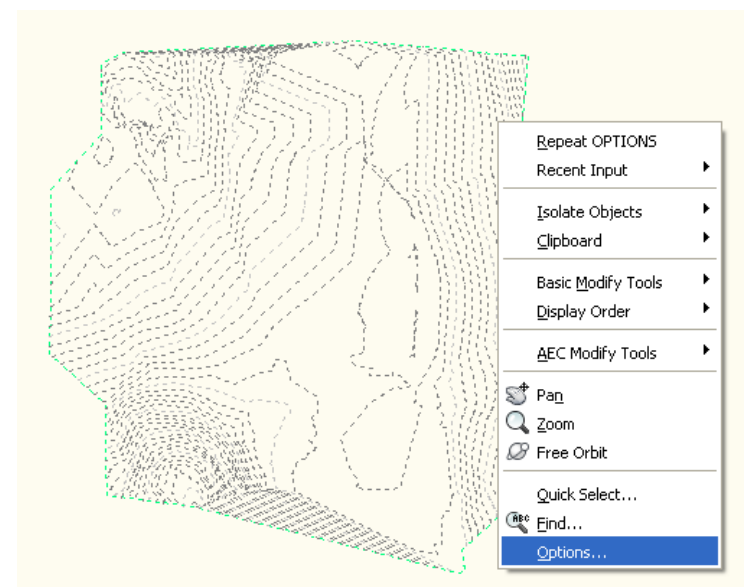 Repeat OPTIONS
Recent Input
Isolate Objects
Clipboard
Basic Modify Tools
Display Order
AEC Modify Tools
Pan
Zoom
Free Orbit
Quick Select...
ABC
Find...
Options...